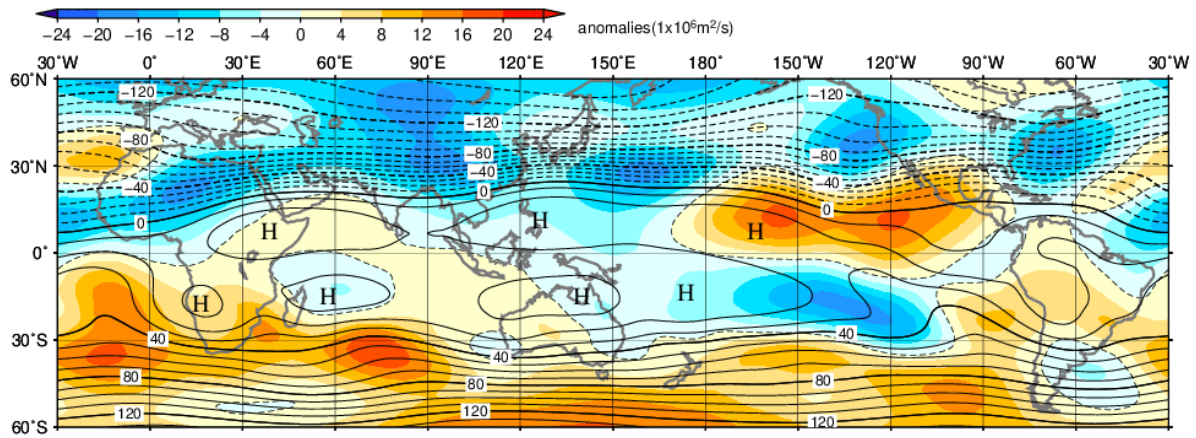 −24 −20 −16 −12 −8 −4 0 4 8 12 16 20 24 anomalies(1x10⁶m²/s)
30˚W 0˚ 30˚E 60˚E 90˚E 120˚E 150˚E 180˚ 150˚W 120˚W 90˚W 60˚W 30˚W
60˚N
−120 −120
−120
−80 −80 −80
30˚N
−40 −40 −40
0 0
0
H
H H
0˚
H H H H
30˚S
40 40 40
80 80 80
120 120 120
60˚S